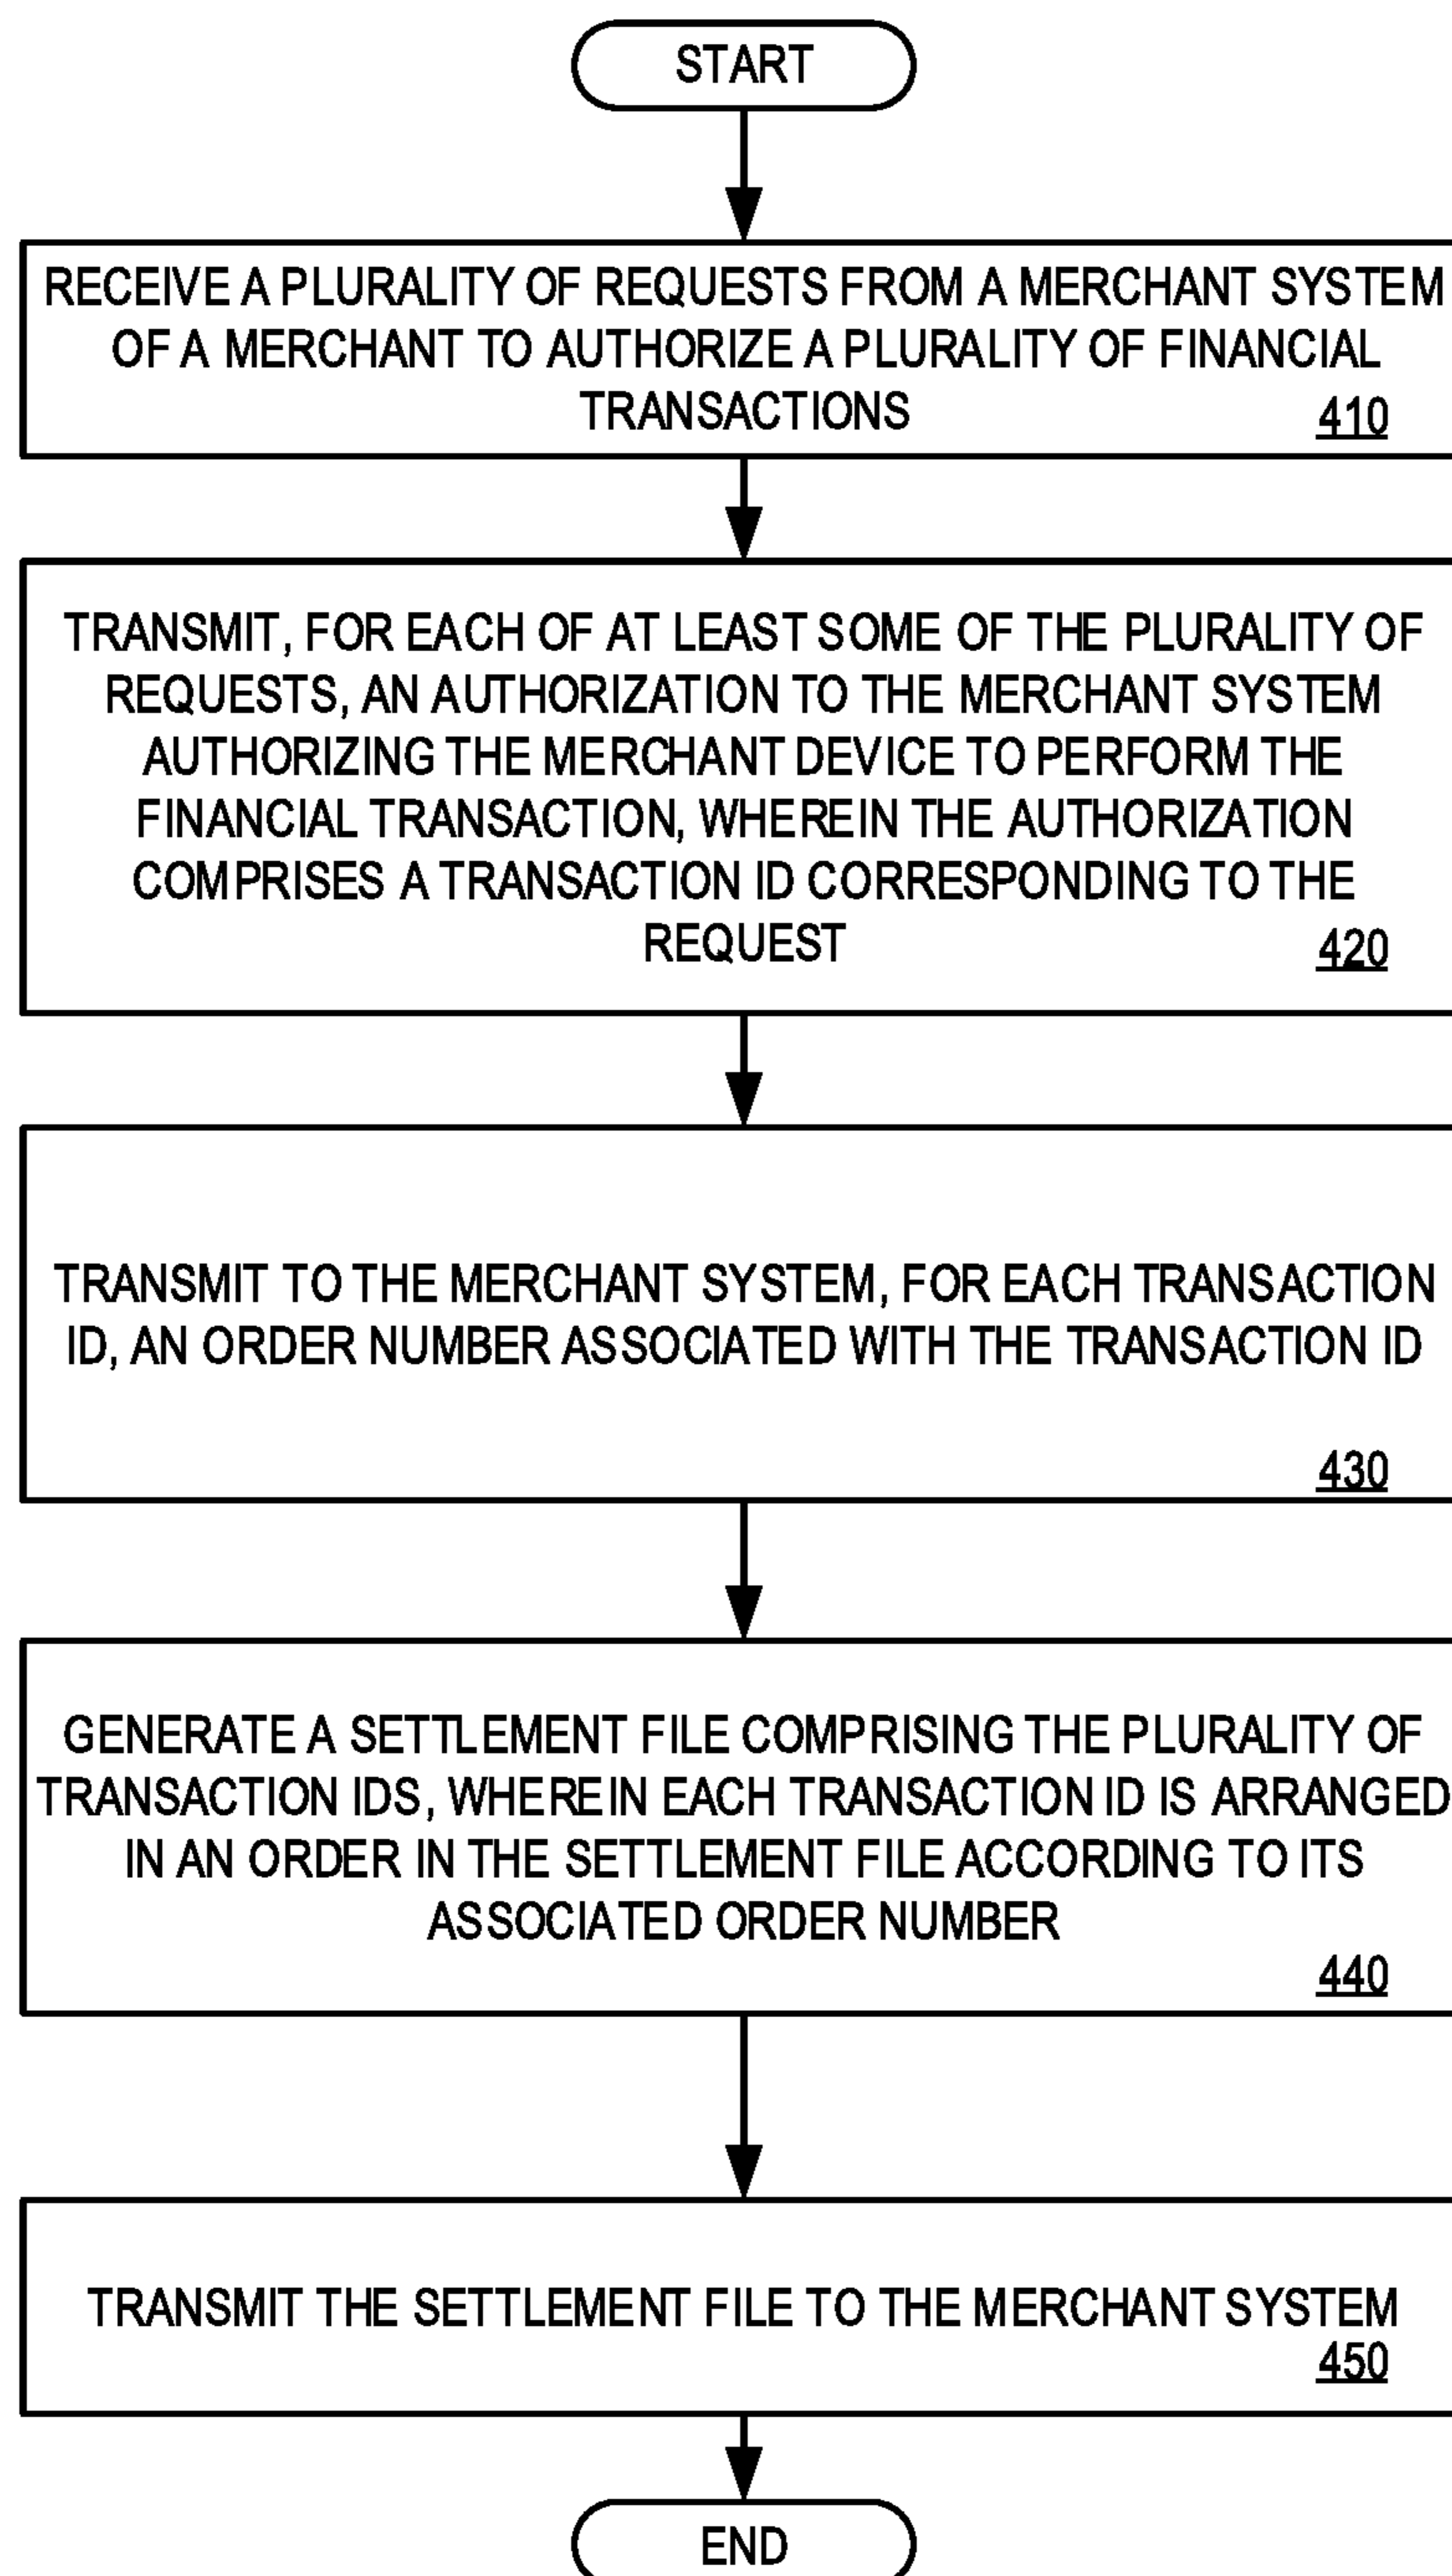 START
RECEIVE A PLURALITY OF REQUESTS FROM A MERCHANT SYSTEM
OF A MERCHANT TO AUTHORIZE A PLURALITY OF FINANCIAL
TRANSACTIONS
410
TRANSMIT, FOR EACH OF AT LEAST SOME OF THE PLURALITY OF
REQUESTS, AN AUTHORIZATION TO THE MERCHANT SYSTEM
AUTHORIZING THE MERCHANT DEVICE TO PERFORM THE
FINANCIAL TRANSACTION, WHEREIN THE AUTHORIZATION
COMPRISES A TRANSACTION ID CORRESPONDING TO THE
REQUEST
420
TRANSMIT TO THE MERCHANT SYSTEM, FOR EACH TRANSACTION
ID, AN ORDER NUMBER ASSOCIATED WITH THE TRANSACTION ID
430
GENERATE A SETTLEMENT FILE COMPRISING THE PLURALITY OF
TRANSACTION IDS, WHEREIN EACH TRANSACTION ID IS ARRANGED
IN AN ORDER IN THE SETTLEMENT FILE ACCORDING TO ITS
ASSOCIATED ORDER NUMBER
440
TRANSMIT THE SETTLEMENT FILE TO THE MERCHANT SYSTEM
450
END